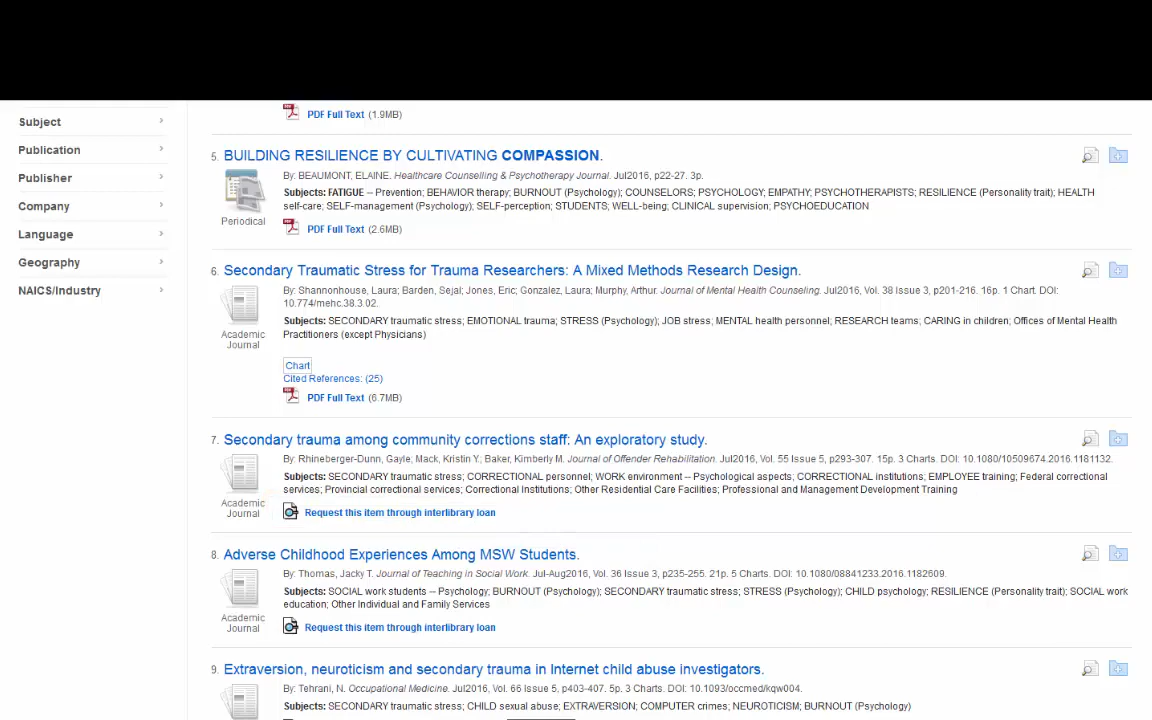 PDF Full Text (1.9MB)
Subject
Publication
Publisher
Company
Language
Geography
NAICS/Industry
5. BUILDING RESILIENCE BY CULTIVATING COMPASSION.
By: BEAUMONT, ELAINE. Healthcare Counselling & Psychotherapy Journal. Jul2016, p22-27. 3p.
Subjects: FATIGUE -- Prevention; BEHAVIOR therapy; BURNOUT (Psychology); COUNSELORS; PSYCHOLOGY; EMPATHY; PSYCHOTHERAPISTS; RESILIENCE (Personality trait); HEALTH
self-care; SELF-management (Psychology); SELF-perception; STUDENTS; WELL-being; CLINICAL supervision; PSYCHOEDUCATION
Periodical
PDF Full Text (2.6MB)
6. Secondary Traumatic Stress for Trauma Researchers: A Mixed Methods Research Design.
By: Shannonhouse, Laura; Barden, Sejal; Jones, Eric; Gonzalez, Laura; Murphy, Arthur. Journal of Mental Health Counseling. Jul2016, Vol. 38 Issue 3, p201-216. 16p. 1 Chart. DOI:
10.774/mehc.38.3.02.
Subjects: SECONDARY traumatic stress; EMOTIONAL trauma; STRESS (Psychology); JOB stress; MENTAL health personnel; RESEARCH teams; CARING in children; Offices of Mental Health
Practitioners (except Physicians)
Academic
Journal
Chart
Cited References: (25)
PDF Full Text (6.7MB)
7. Secondary trauma among community corrections staff: An exploratory study.
By: Rhineberger-Dunn, Gayle; Mack, Kristin Y.; Baker, Kimberly M. Journal of Offender Rehabilitation. Jul2016, Vol. 55 Issue 5, p293-307. 15p. 3 Charts. DOI: 10.1080/10509674.2016.1181132.
Subjects: SECONDARY traumatic stress; CORRECTIONAL personnel; WORK environment -- Psychological aspects; CORRECTIONAL institutions; EMPLOYEE training; Federal correctional
services; Provincial correctional services; Correctional Institutions; Other Residential Care Facilities; Professional and Management Development Training
Academic
Journal
Request this item through interlibrary loan
8. Adverse Childhood Experiences Among MSW Students.
By: Thomas, Jacky T. Journal of Teaching in Social Work. Jul-Aug2016, Vol. 36 Issue 3, p235-255. 21p. 5 Charts. DOI: 10.1080/08841233.2016.1182609.
Subjects: SOCIAL work students -- Psychology; BURNOUT (Psychology); SECONDARY traumatic stress; STRESS (Psychology); CHILD psychology; RESILIENCE (Personality trait); SOCIAL work
education; Other Individual and Family Services
Academic
Journal
Request this item through interlibrary loan
9. Extraversion, neuroticism and secondary trauma in Internet child abuse investigators.
By: Tehrani, N. Occupational Medicine. Jul2016, Vol. 66 Issue 5, p403-407. 5p. 3 Charts. DOI: 10.1093/occmed/kqw004.
Subjects: SECONDARY traumatic stress; CHILD sexual abuse; EXTRAVERSION; COMPUTER crimes; NEUROTICISM; BURNOUT (Psychology)